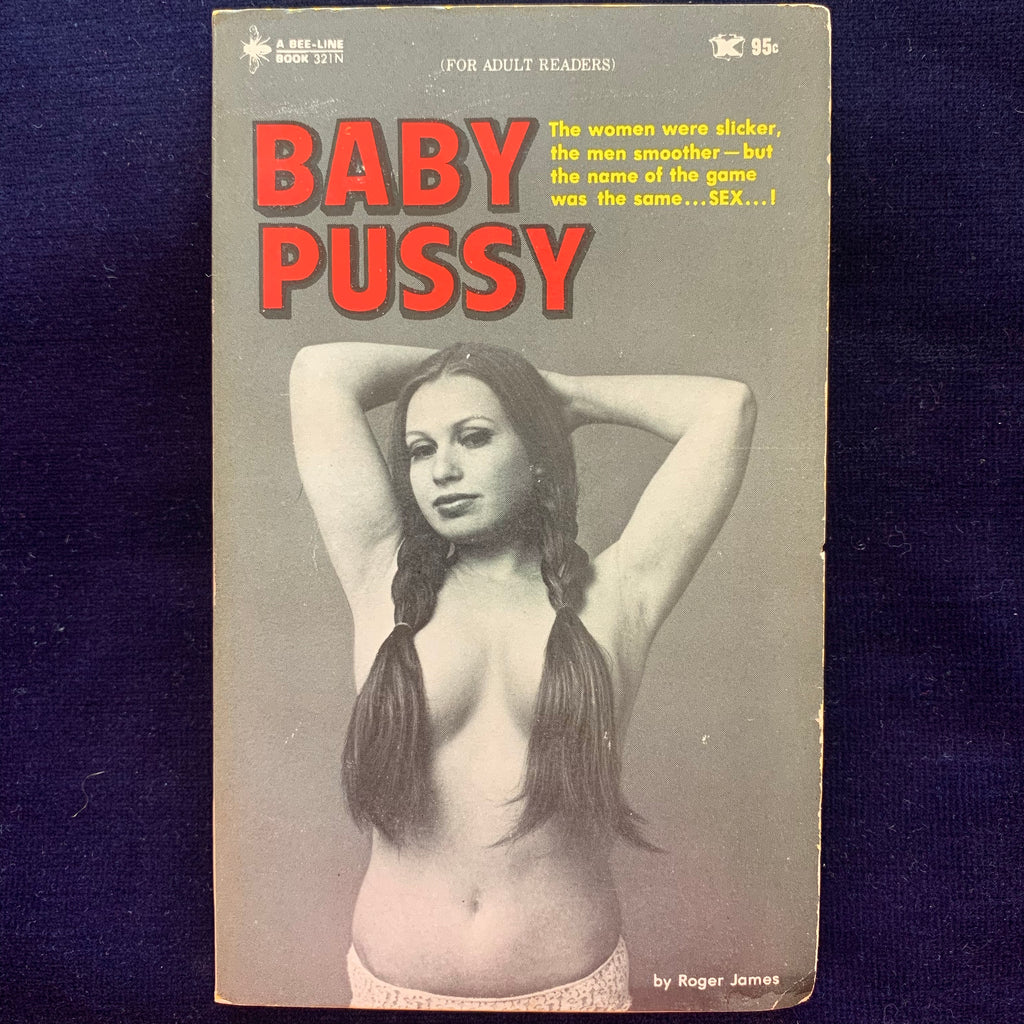 A BEE-LINE
BOOK 321N
(FOR ADULT READERS)
K 95c
BABY
PUSSY
The women were slicker,
the men smoother—but
the name of the game
was the same...SEX...!
by Roger James